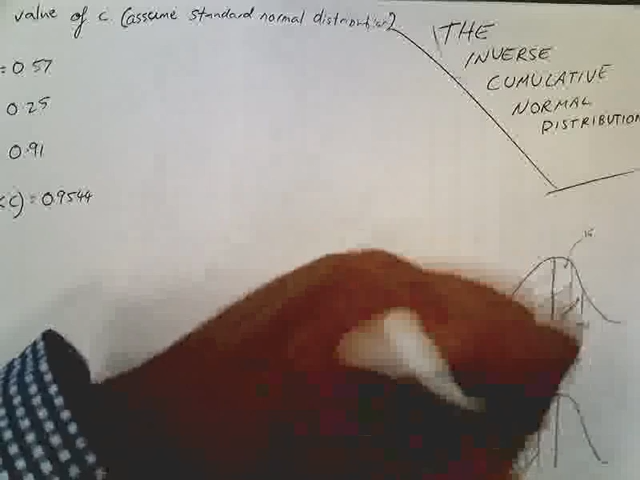 value of c (assume standard normal distribution)
THE
INVERSE
CUMULATIVE
NORMAL
DISTRIBUTION
= 0.57
0.25
0.91
<c) = 0.9544